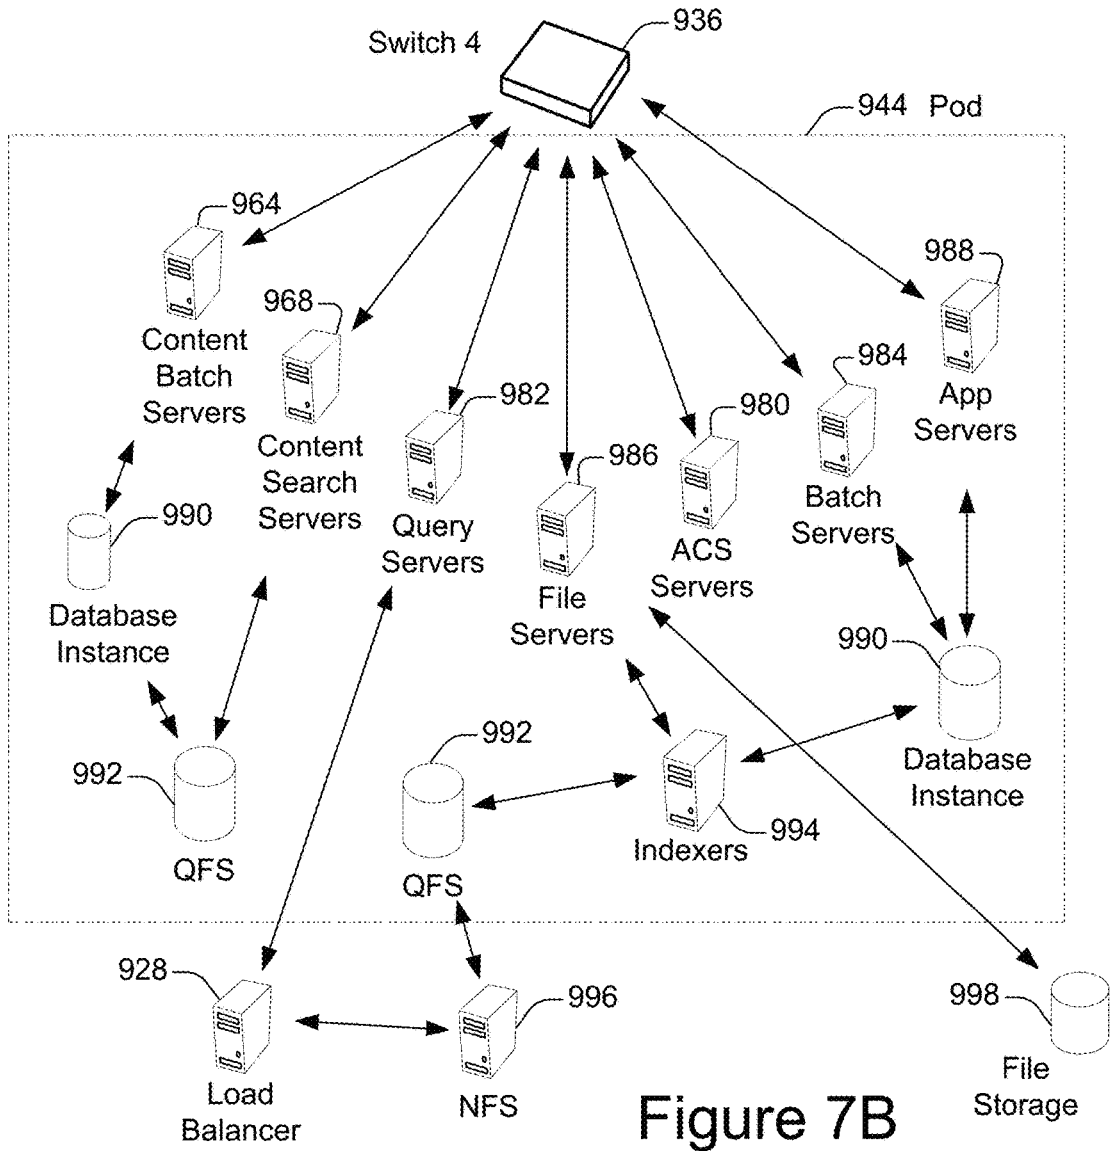 936
Switch 4
944 Pod
964
Content
Batch
Servers
968
Content
Search
Servers
982
Query
Servers
986
File
Servers
980
ACS
Servers
984
Batch
Servers
988
App
Servers
990
Database
Instance
990
Database
Instance
992
QFS
992
QFS
994
Indexers
928
Load
Balancer
996
NFS
998
File
Storage
Figure 7B